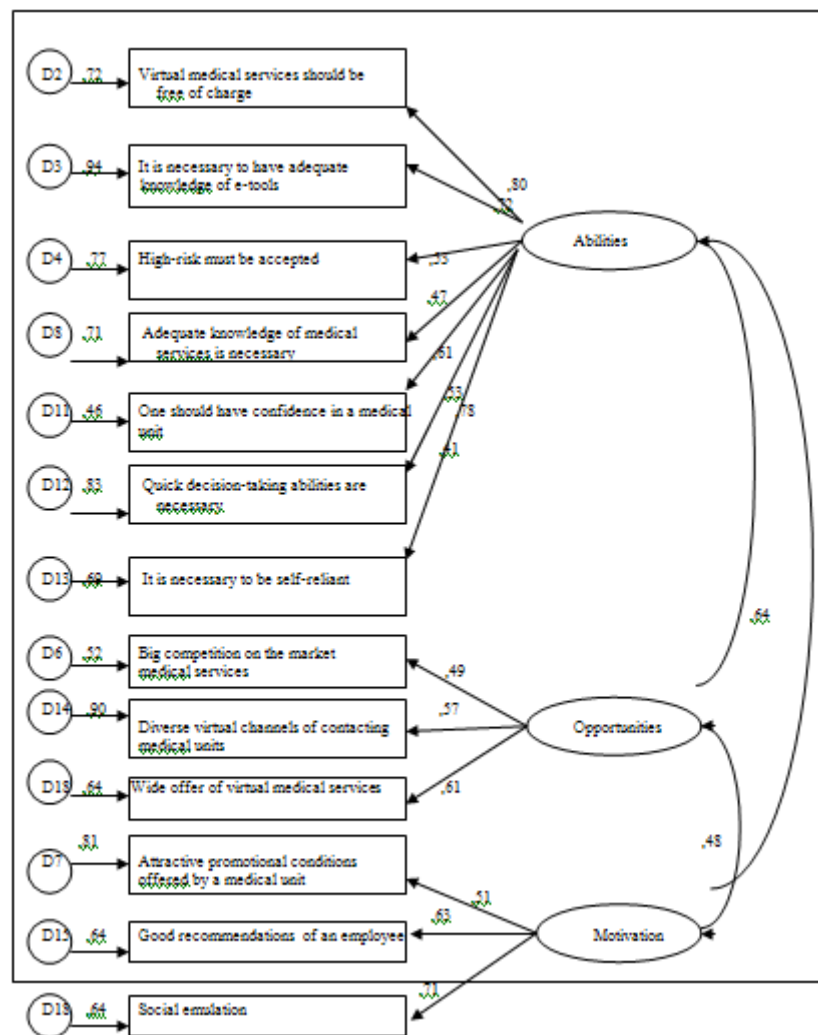 D2 ,72 Virtual medical services should be
free of charge
D3 ,94 It is necessary to have adequate
knowledge of e-tools
,80
,72
Abilities
D4 ,77 High-risk must be accepted
,47
D8 ,71 Adequate knowledge of medical
services is necessary
,61
,53
,78
D11 ,46 One should have confidence in a medical
unit
,41
D12 ,83 Quick decision-taking abilities are
necessary.
D13 ,69 It is necessary to be self-reliant
,64
D6 ,52 Big competition on the market
medical services
,49
D14 ,90 Diverse virtual channels of contacting
medical units
,57
Opportunities
D18 ,64 Wide offer of virtual medical services
,61
D7 ,81 Attractive promotional conditions
offered by a medical unit
,48
,51
D15 ,64 Good recommendations of an employee
,63
Motivation
,71
D18 ,64 Social emulation